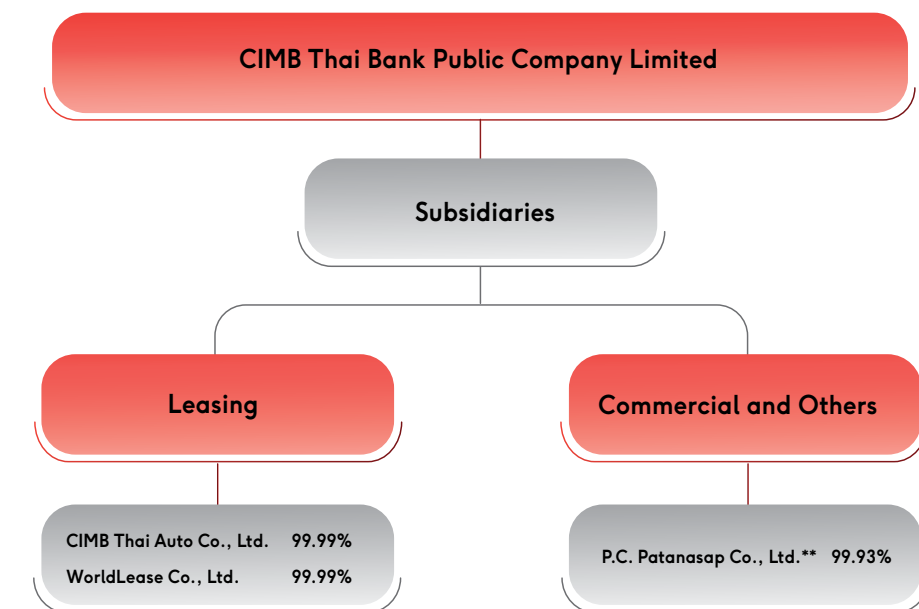 CIMB Thai Bank Public Company Limited
Subsidiaries
Leasing
Commercial and Others
CIMB Thai Auto Co., Ltd. 99.99%
WorldLease Co., Ltd. 99.99%
P.C. Patanasap Co., Ltd.** 99.93%